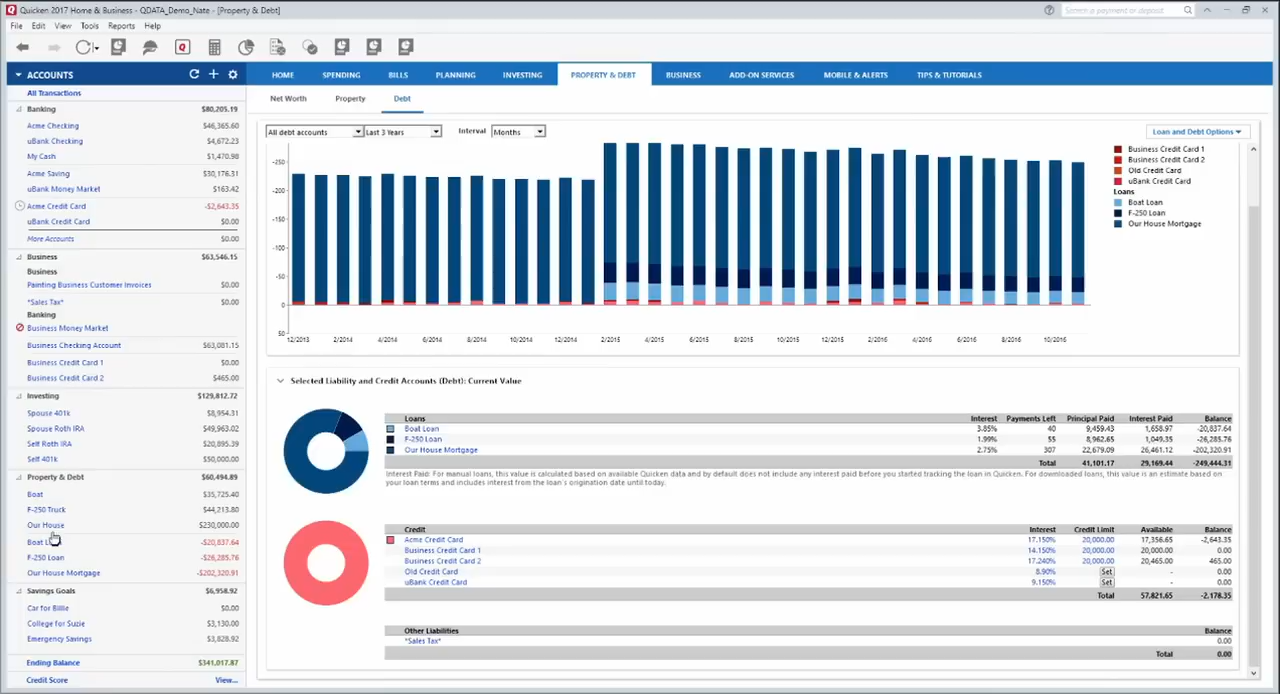 Quicken 2017 Home & Business - QDATA_Demo_Nate - [Property & Debt]
Search a payment or deposit
File Edit View Tools Reports Help
ACCOUNTS
All Transactions
Banking $80,205.19
Acme Checking $46,365.60
uBank Checking $4,672.23
My Cash $1,470.98
Acme Saving $30,176.31
uBank Money Market $163.42
Acme Credit Card -$2,643.35
uBank Credit Card $0.00
More Accounts $0.00
Business $63,546.15
Business
Painting Business Customer Invoices $0.00
*Sales Tax* $0.00
Banking
Business Money Market
Business Checking Account $63,081.15
Business Credit Card 1 $0.00
Business Credit Card 2 $465.00
Investing $129,812.72
Spouse 401k $8,954.31
Spouse Roth IRA $49,963.02
Self Roth IRA $20,895.39
Self 401k $50,000.00
Property & Debt $60,494.89
Boat $35,725.40
F-250 Truck $44,213.80
Our House $230,000.00
Boat L -$20,837.64
F-250 Loan -$26,285.76
Our House Mortgage -$202,320.91
Savings Goals $6,958.92
Car for Billie $0.00
College for Suzie $3,130.00
Emergency Savings $3,828.92
Ending Balance $341,017.87
Credit Score View...
HOME SPENDING BILLS PLANNING INVESTING PROPERTY & DEBT BUSINESS ADD-ON SERVICES MOBILE & ALERTS TIPS & TUTORIALS
Net Worth Property Debt
All debt accounts Last 3 Years Interval Months Loan and Debt Options
-250
-200
-150
-100
-50
0
50
12/2013 2/2014 4/2014 6/2014 8/2014 10/2014 12/2014 2/2015 4/2015 6/2015 8/2015 10/2015 12/2015 2/2016 4/2016 6/2016 8/2016 10/2016
Business Credit Card 1
Business Credit Card 2
Old Credit Card
uBank Credit Card
Loans
Boat Loan
F-250 Loan
Our House Mortgage
Selected Liability and Credit Accounts (Debt): Current Value
Loans Interest Payments Left Principal Paid Interest Paid Balance
Boat Loan 3.85% 40 9,459.43 1,658.97 -20,837.64
F-250 Loan 1.99% 55 8,962.65 1,049.35 -26,285.76
Our House Mortgage 2.75% 307 22,679.09 26,461.12 -202,320.91
Total 41,101.17 29,169.44 -249,444.31
Interest Paid: For manual loans, this value is calculated based on available Quicken data and by default does not include any interest paid before you started tracking the loan in Quicken. For downloaded loans, this value is an estimate based on
your loan terms and includes interest from the loan's origination date until today.
Credit Interest Credit Limit Available Balance
Acme Credit Card 17.150% 20,000.00 17,356.65 -2,643.35
Business Credit Card 1 14.150% 20,000.00 20,000.00 0.00
Business Credit Card 2 17.240% 20,000.00 20,465.00 465.00
Old Credit Card 8.90% Set - 0.00
uBank Credit Card 9.150% Set - 0.00
Total 57,821.65 -2,178.35
Other Liabilities Balance
*Sales Tax* 0.00
Total 0.00